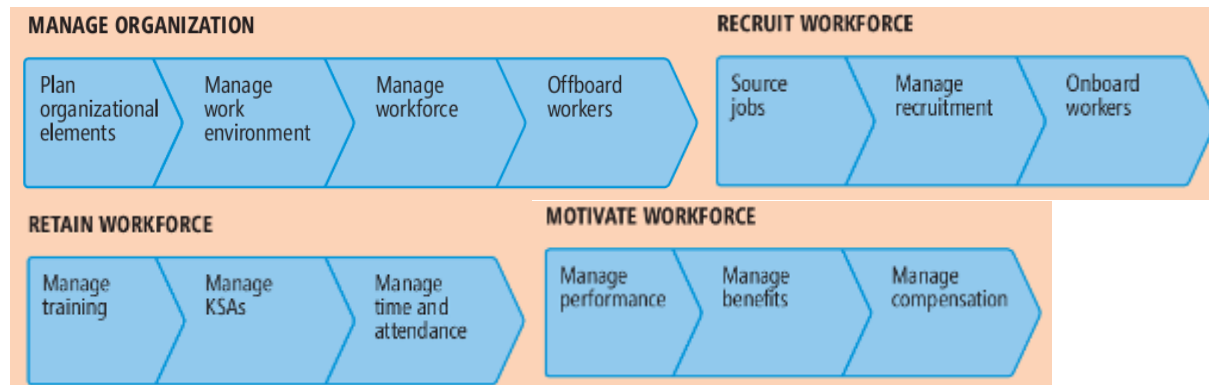 MANAGE ORGANIZATION
Plan
organizational
elements
Manage
work
environment
Manage
workforce
Offboard
workers
RECRUIT WORKFORCE
Source
jobs
Manage
recruitment
Onboard
workers
RETAIN WORKFORCE
Manage
training
Manage
KSAs
Manage
time and
attendance
MOTIVATE WORKFORCE
Manage
performance
Manage
benefits
Manage
compensation